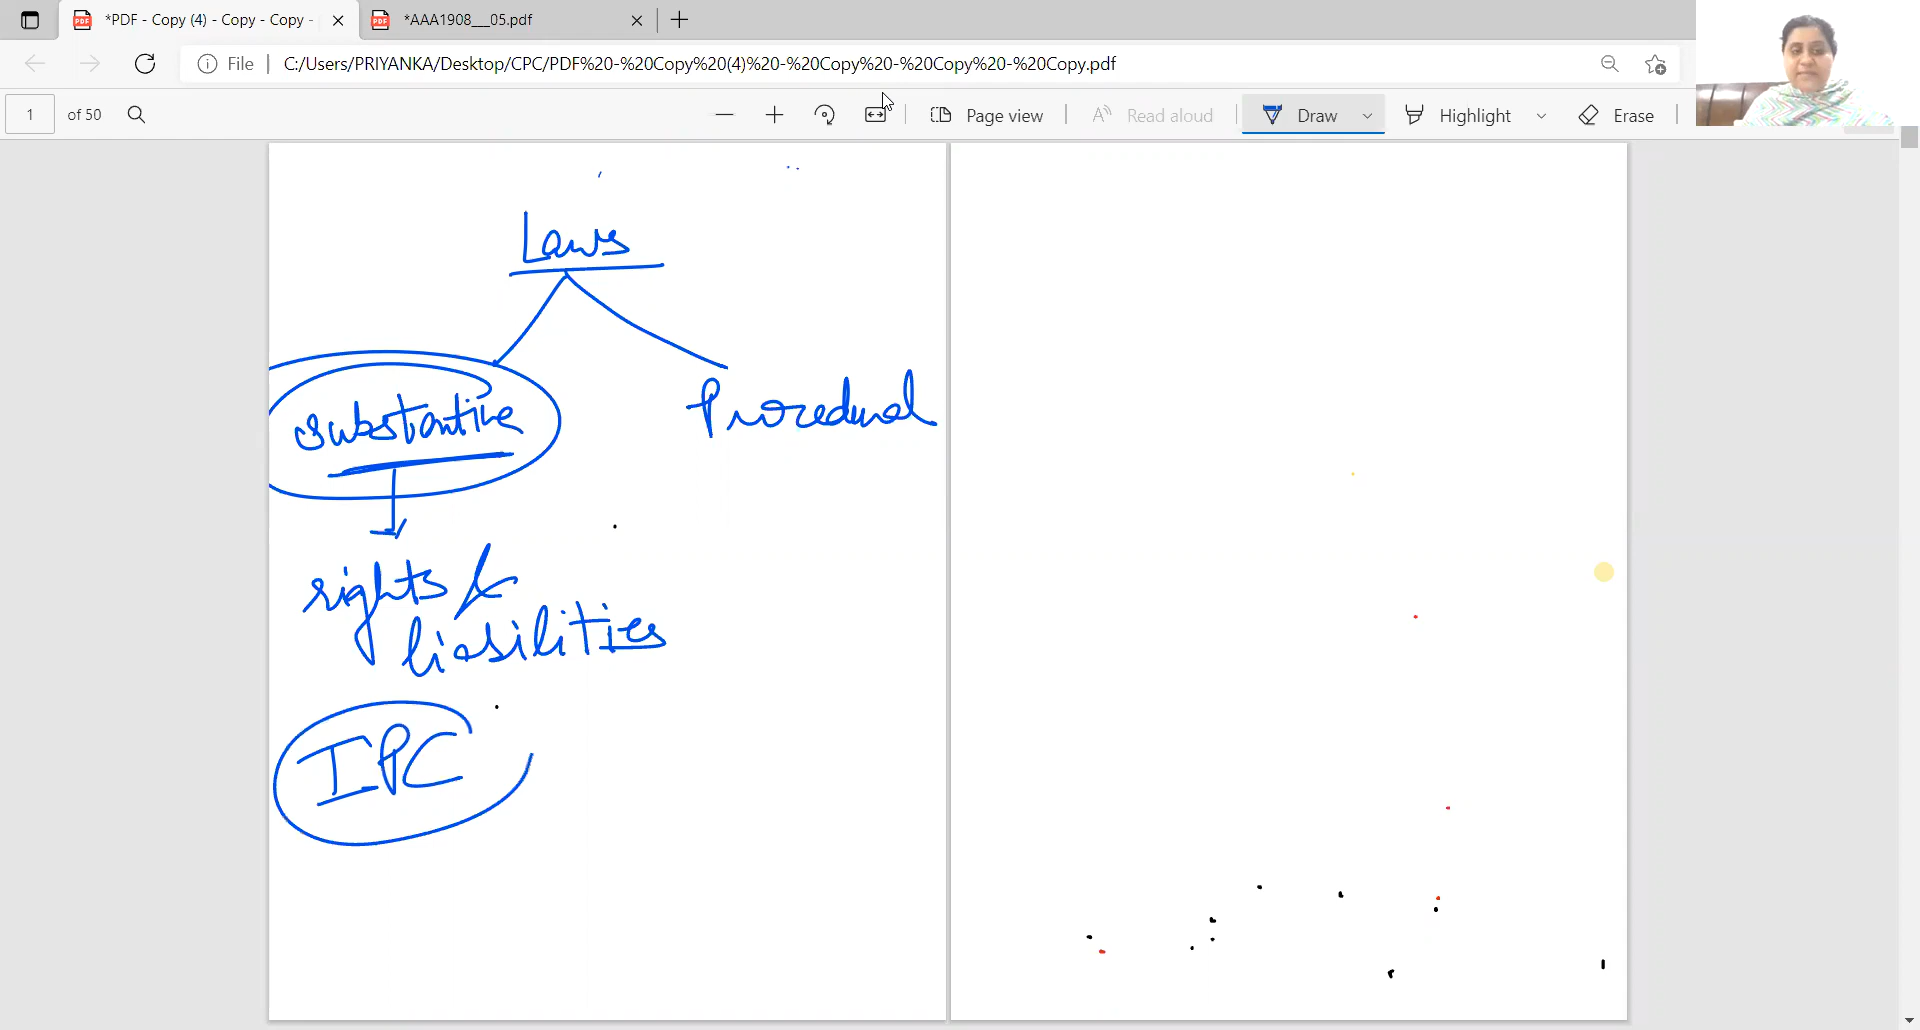 *PDF - Copy (4) - Copy - Copy -
*AAA1908___05.pdf
File
C:/Users/PRIYANKA/Desktop/CPC/PDF%20-%20Copy%20(4)%20-%20Copy%20-%20Copy%20-%20Copy.pdf
1 of 50
Page view
Read aloud
Draw
Highlight
Erase
Laws
Substantive
Procedural
rights &
liabilities
IPC